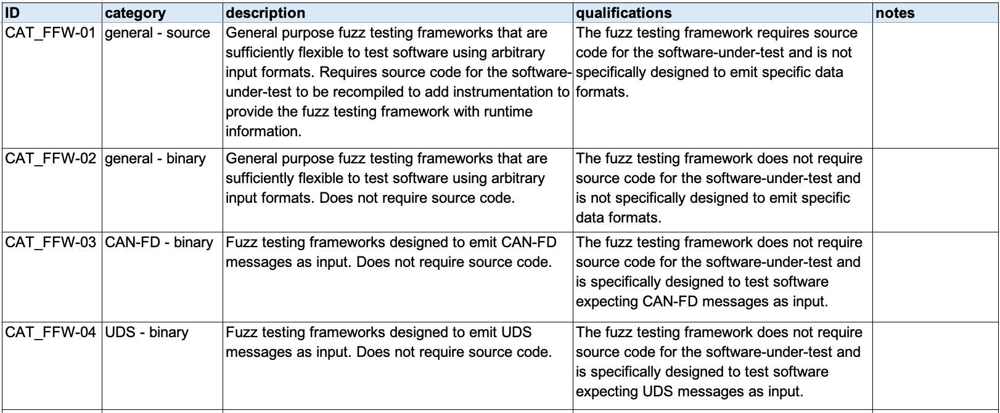 ID category description qualifications notes
CAT_FFW-01 general - source General purpose fuzz testing frameworks that are
sufficiently flexible to test software using arbitrary
input formats. Requires source code for the software-
under-test to be recompiled to add instrumentation to
provide the fuzz testing framework with runtime
information.
The fuzz testing framework requires source
code for the software-under-test and is not
specifically designed to emit specific data
formats.
CAT_FFW-02 general - binary General purpose fuzz testing frameworks that are
sufficiently flexible to test software using arbitrary
input formats. Does not require source code.
The fuzz testing framework does not require
source code for the software-under-test and
is not specifically designed to emit specific
data formats.
CAT_FFW-03 CAN-FD - binary Fuzz testing frameworks designed to emit CAN-FD
messages as input. Does not require source code.
The fuzz testing framework does not require
source code for the software-under-test and
is specifically designed to test software
expecting CAN-FD messages as input.
CAT_FFW-04 UDS - binary Fuzz testing frameworks designed to emit UDS
messages as input. Does not require source code.
The fuzz testing framework does not require
source code for the software-under-test and
is specifically designed to test software
expecting UDS messages as input.